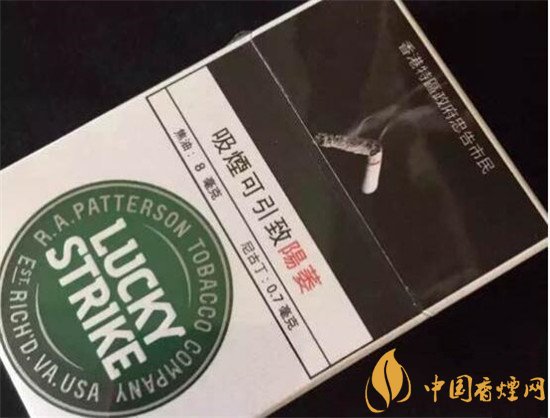 香港特區政府忠告市民
吸煙可引致陽萎
焦油：8 毫克
尼古丁：0.7 毫克
R.A.PATTERSON TOBACCO COMPANY
LUCKY
STRIKE
EST. RICH'D. VA.USA
中国香煙网